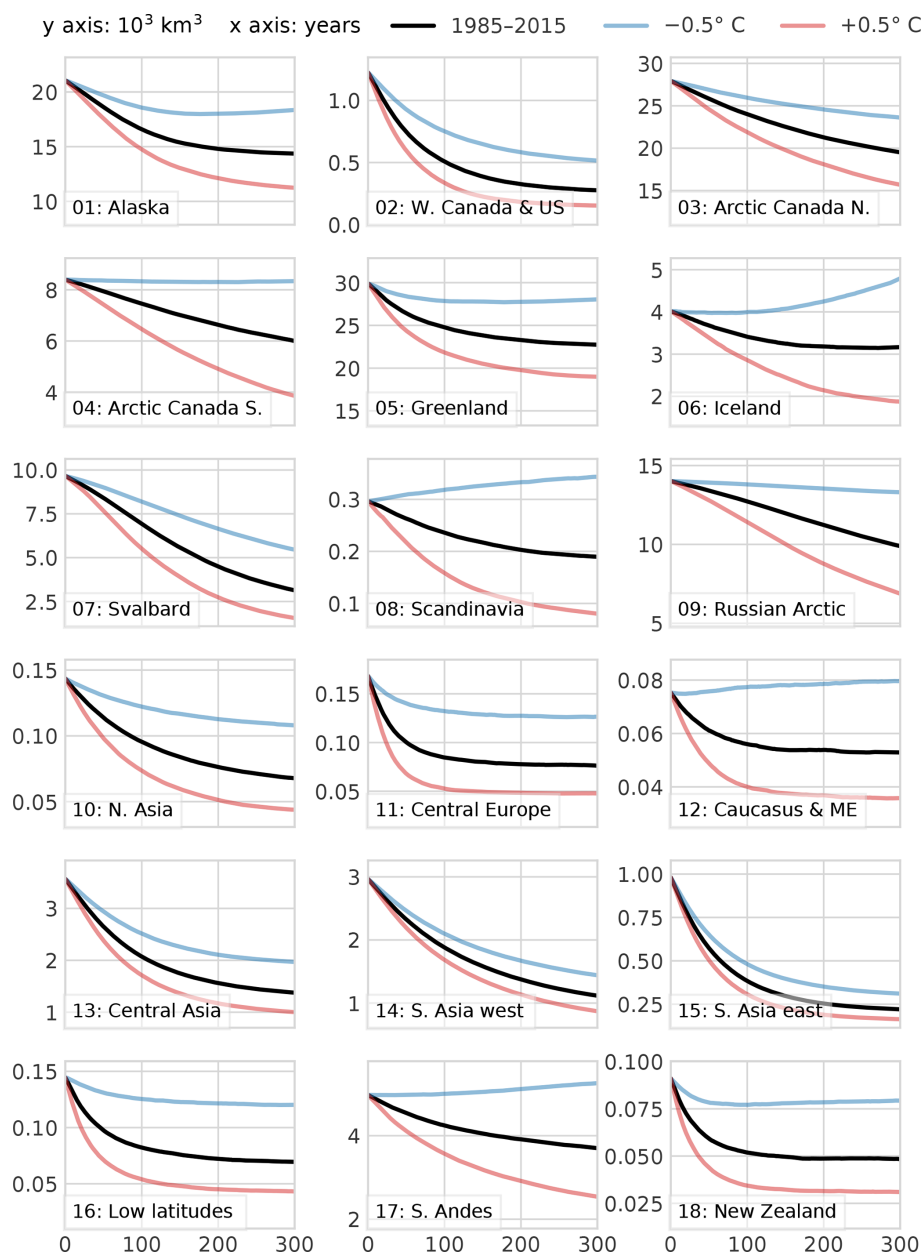 y axis: 10³ km³ x axis: years 1985–2015 −0.5° C +0.5° C
20
15
10
01: Alaska
1.0
0.5
0.0
02: W. Canada & US
30
25
20
15
03: Arctic Canada N.
8
6
4
04: Arctic Canada S.
30
25
20
15
05: Greenland
5
4
3
2
06: Iceland
10.0
7.5
5.0
2.5
07: Svalbard
0.3
0.2
0.1
08: Scandinavia
15
10
5
09: Russian Arctic
0.15
0.10
0.05
10: N. Asia
0.15
0.10
0.05
11: Central Europe
0.08
0.06
0.04
12: Caucasus & ME
3
2
1
13: Central Asia
3
2
1
14: S. Asia west
1.00
0.75
0.50
0.25
15: S. Asia east
0.15
0.10
0.05
16: Low latitudes
0 100 200 300
4
2
17: S. Andes
0 100 200 300
0.100
0.075
0.050
0.025
18: New Zealand
0 100 200 300